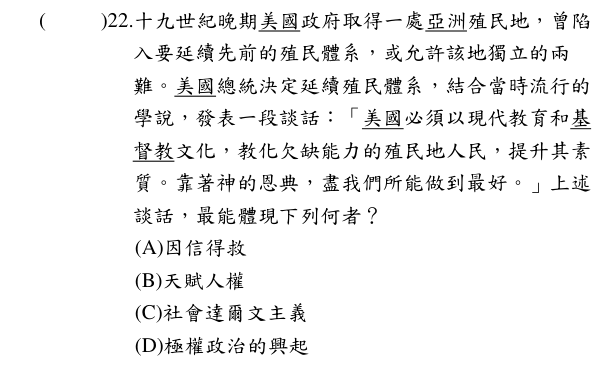 (　　)22.十九世紀晚期美國政府取得一處亞洲殖民地，曾陷
入要延續先前的殖民體系，或允許該地獨立的兩
難。美國總統決定延續殖民體系，結合當時流行的
學說，發表一段談話：「美國必須以現代教育和基
督教文化，教化欠缺能力的殖民地人民，提升其素
質。靠著神的恩典，盡我們所能做到最好。」上述
談話，最能體現下列何者？
(A)因信得救
(B)天賦人權
(C)社會達爾文主義
(D)極權政治的興起